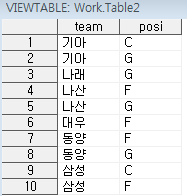 VIEWTABLE: Work.Table2
team posi
1 기아 C
2 기아 G
3 나래 G
4 나산 F
5 나산 G
6 대우 F
7 동양 F
8 동양 G
9 삼성 C
10 삼성 F